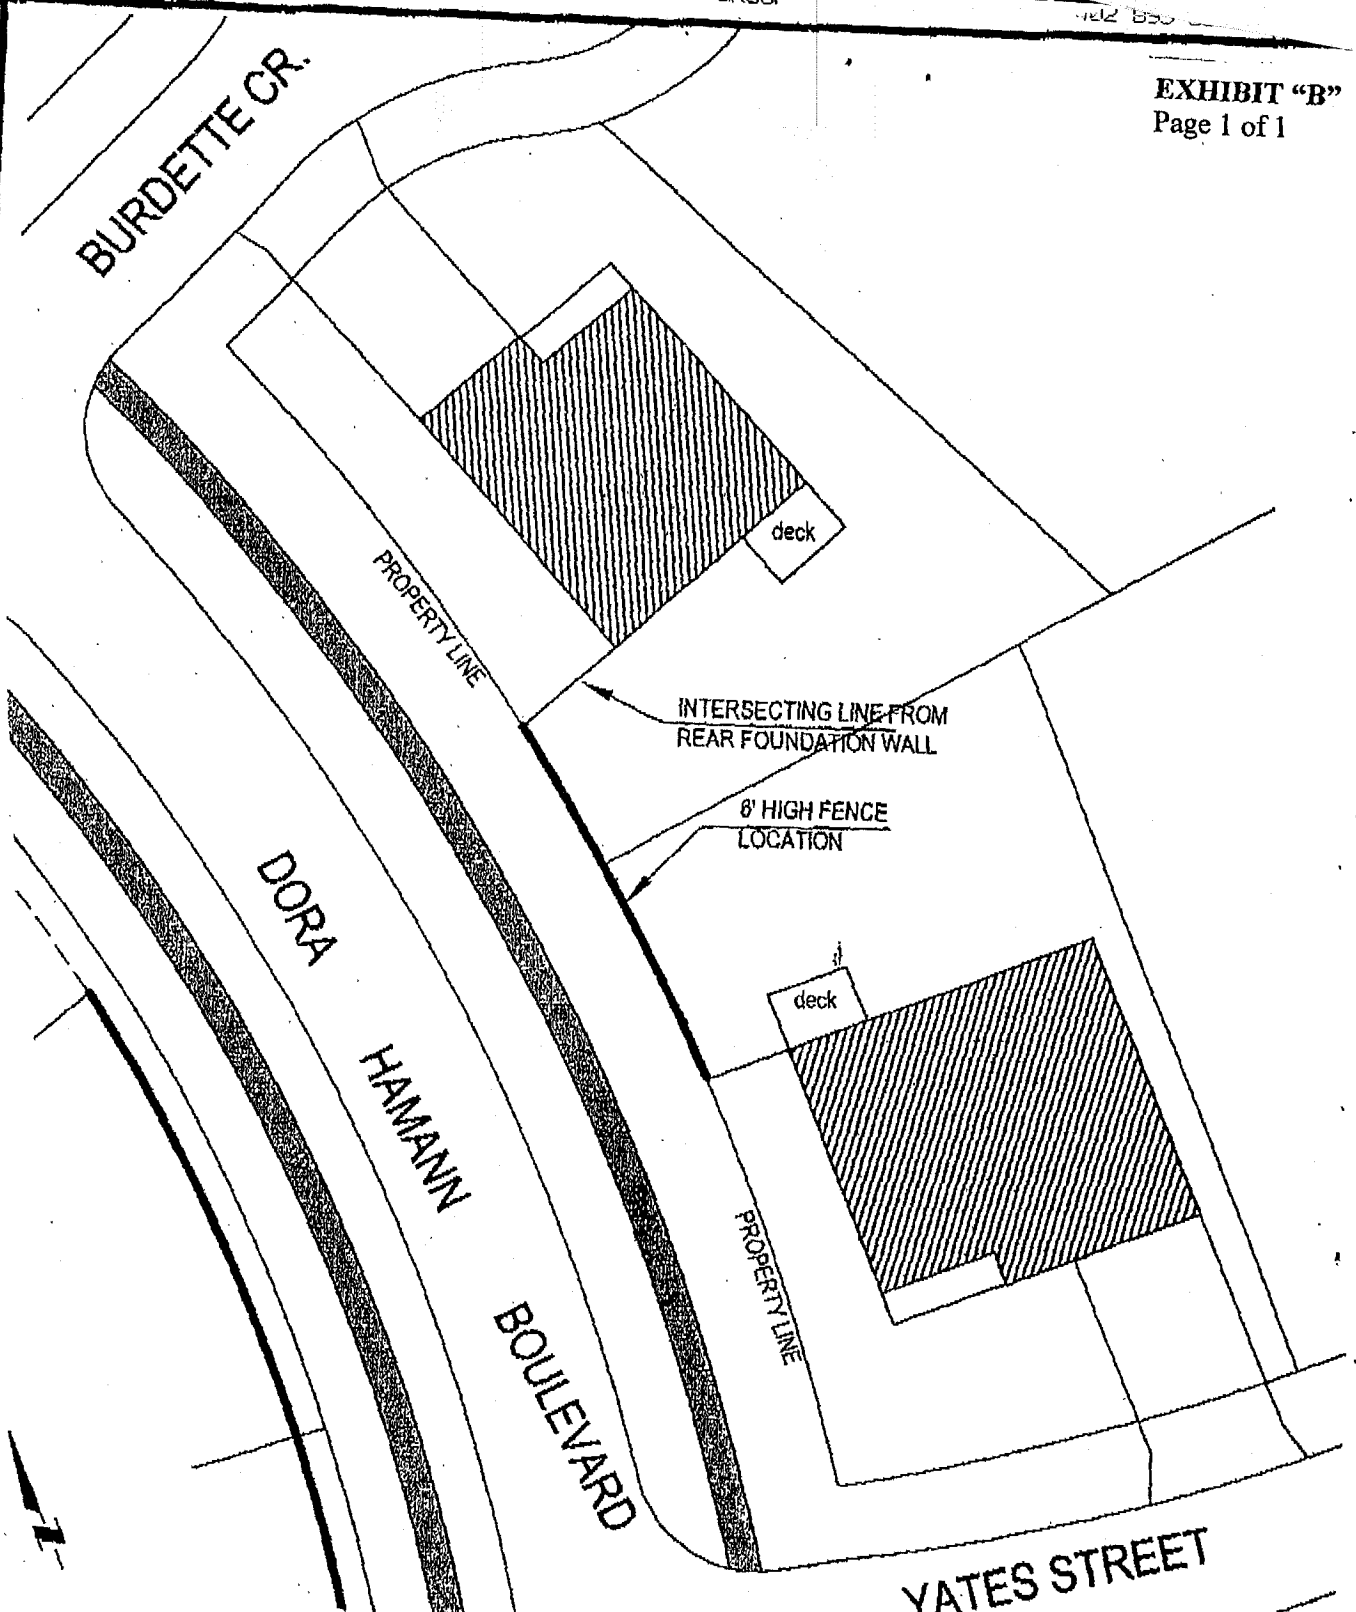 EXHIBIT “B”
Page 1 of 1
BURDETTE CR.
deck
PROPERTY LINE
INTERSECTING LINE FROM
REAR FOUNDATION WALL
6' HIGH FENCE
LOCATION
DORA
HAMANN
BOULEVARD
deck
PROPERTY LINE
YATES STREET